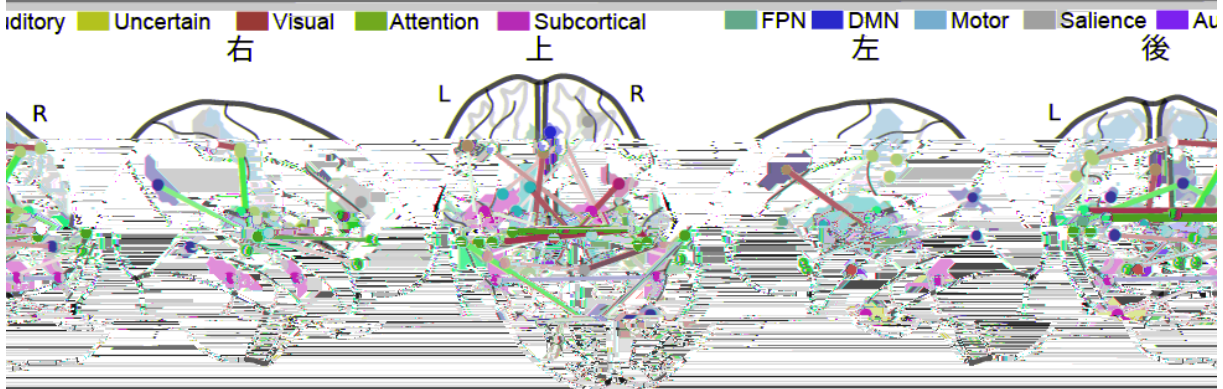 uditory Uncertain Visual Attention Subcortical FPN DMN Motor Salience Au
右 上 左 後
R L R L